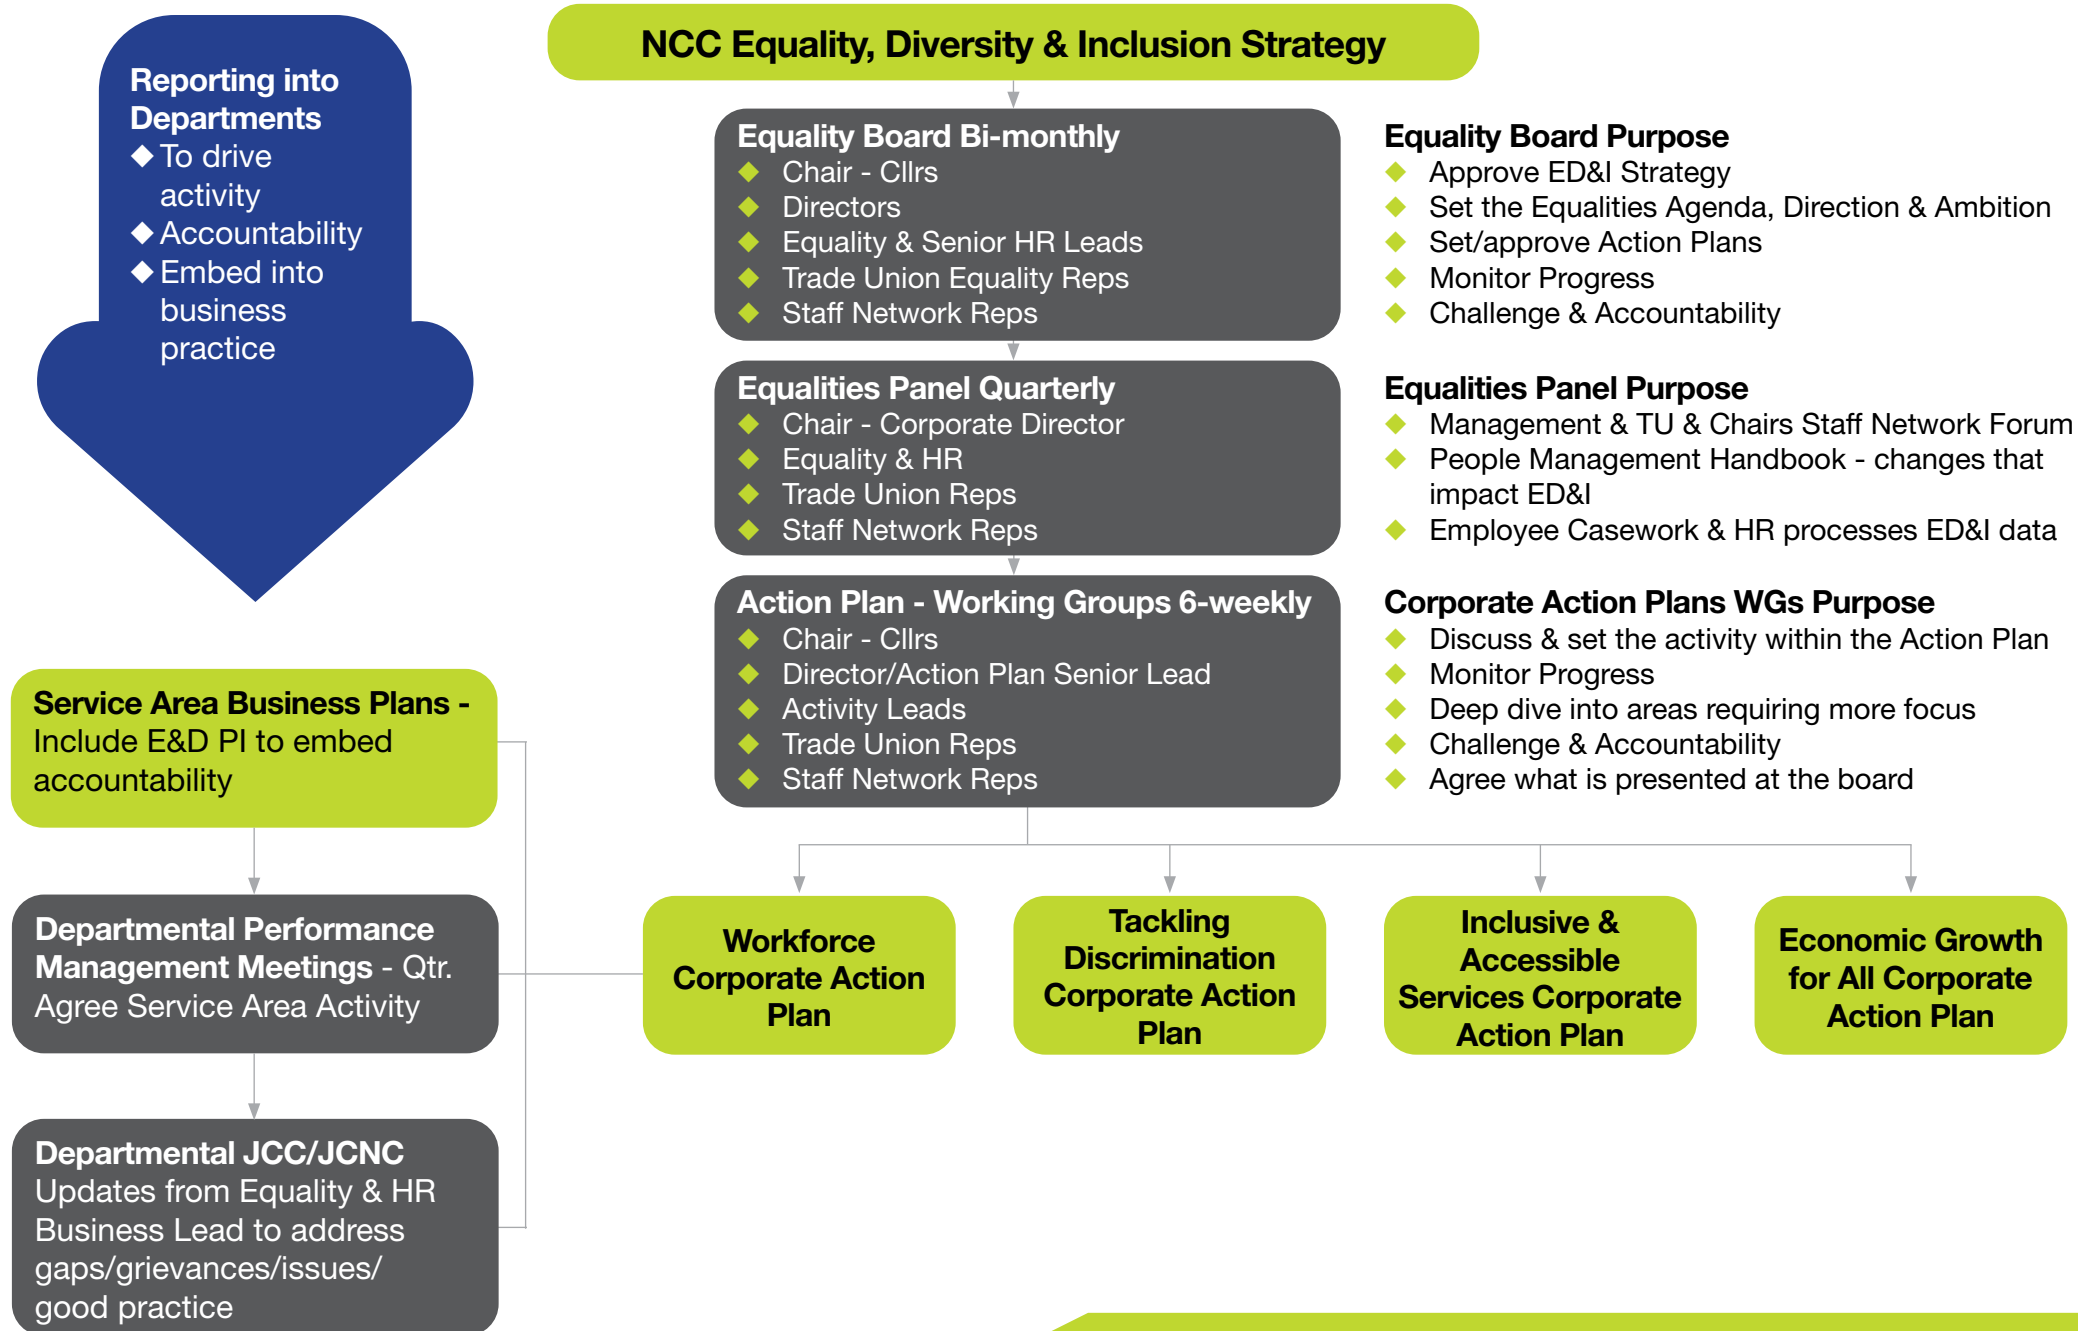 Reporting into
Departments
◆ To drive
activity
◆ Accountability
◆ Embed into
business
practice
NCC Equality, Diversity & Inclusion Strategy
Equality Board Bi-monthly
◆ Chair - Cllrs
◆ Directors
◆ Equality & Senior HR Leads
◆ Trade Union Equality Reps
◆ Staff Network Reps
Equality Board Purpose
◆ Approve ED&I Strategy
◆ Set the Equalities Agenda, Direction & Ambition
◆ Set/approve Action Plans
◆ Monitor Progress
◆ Challenge & Accountability
Equalities Panel Quarterly
◆ Chair - Corporate Director
◆ Equality & HR
◆ Trade Union Reps
◆ Staff Network Reps
Equalities Panel Purpose
◆ Management & TU & Chairs Staff Network Forum
◆ People Management Handbook - changes that
impact ED&I
◆ Employee Casework & HR processes ED&I data
Action Plan - Working Groups 6-weekly
◆ Chair - Cllrs
◆ Director/Action Plan Senior Lead
◆ Activity Leads
◆ Trade Union Reps
◆ Staff Network Reps
Corporate Action Plans WGs Purpose
◆ Discuss & set the activity within the Action Plan
◆ Monitor Progress
◆ Deep dive into areas requiring more focus
◆ Challenge & Accountability
◆ Agree what is presented at the board
Service Area Business Plans -
Include E&D PI to embed
accountability
Departmental Performance
Management Meetings - Qtr.
Agree Service Area Activity
Departmental JCC/JCNC
Updates from Equality & HR
Business Lead to address
gaps/grievances/issues/
good practice
Workforce
Corporate Action
Plan
Tackling
Discrimination
Corporate Action
Plan
Inclusive &
Accessible
Services Corporate
Action Plan
Economic Growth
for All Corporate
Action Plan